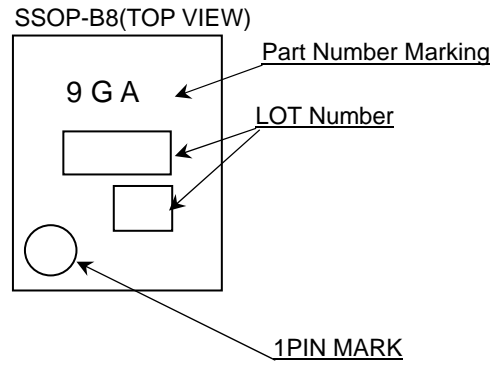 SSOP-B8(TOP VIEW)
Part Number Marking
9 G A
LOT Number
1PIN MARK